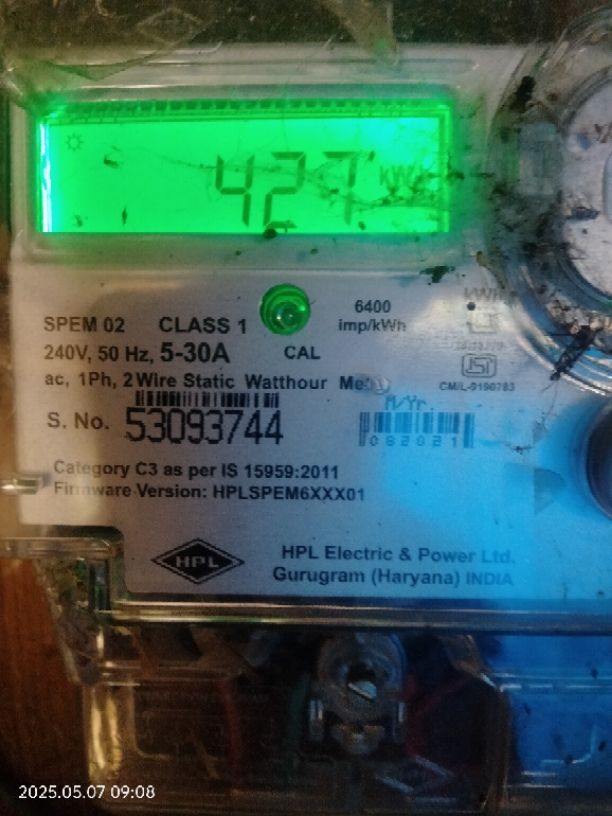 427 kWh
SPEM 02 CLASS 1 6400 imp/kWh
240V, 50 Hz, 5-30A CAL
ac, 1Ph, 2 Wire Static Watthour
CM/L-9190783
S. No. 53093744
M/Yr.
082021
Category C3 as per IS 15959:2011
Firmware Version: HPLSPEM6XXX01
HPL
HPL Electric & Power Ltd.
Gurugram (Haryana) INDIA
HPL
2025.05.07 09:08